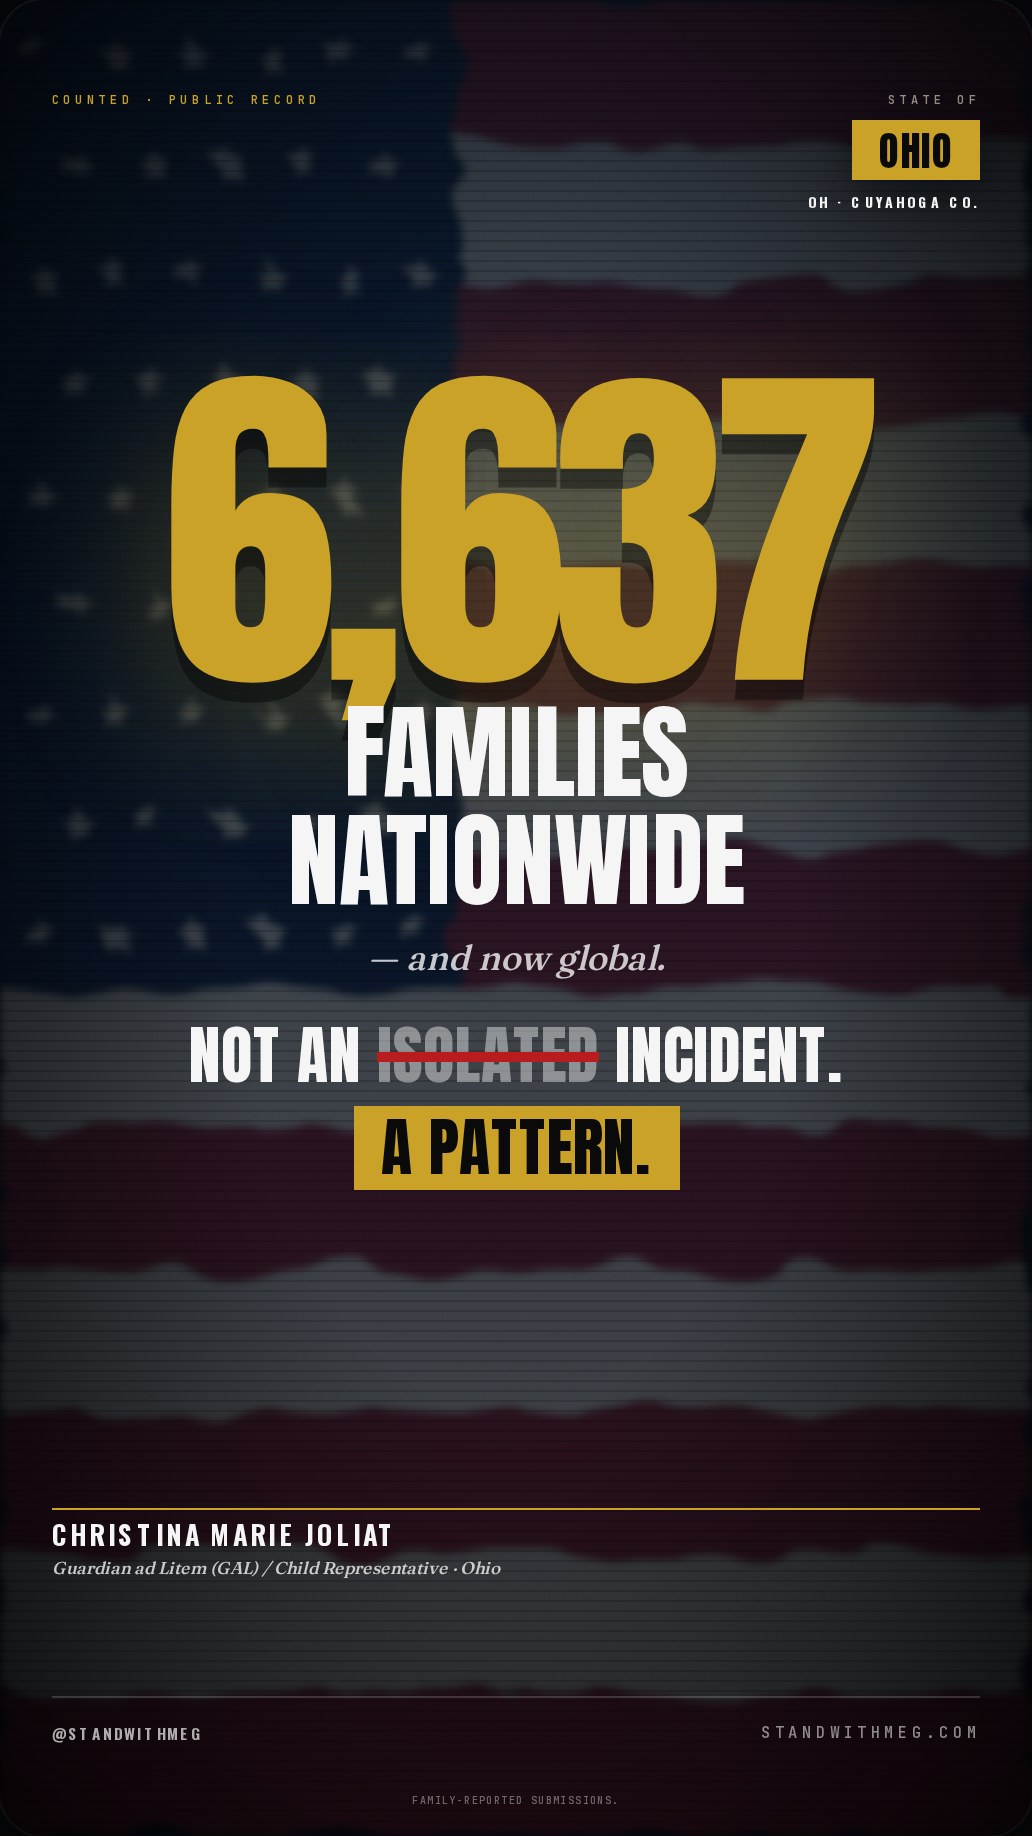 COUNTED · PUBLIC RECORD
STATE OF
OHIO
OH · CUYAHOGA CO.
6,637
FAMILIES
NATIONWIDE
— and now global.
NOT AN ISOLATED INCIDENT.
A PATTERN.
CHRISTINA MARIE JOLIAT
Guardian ad Litem (GAL) / Child Representative · Ohio
@STANDWITHMEG
STANDWITHMEG.COM
FAMILY-REPORTED SUBMISSIONS.